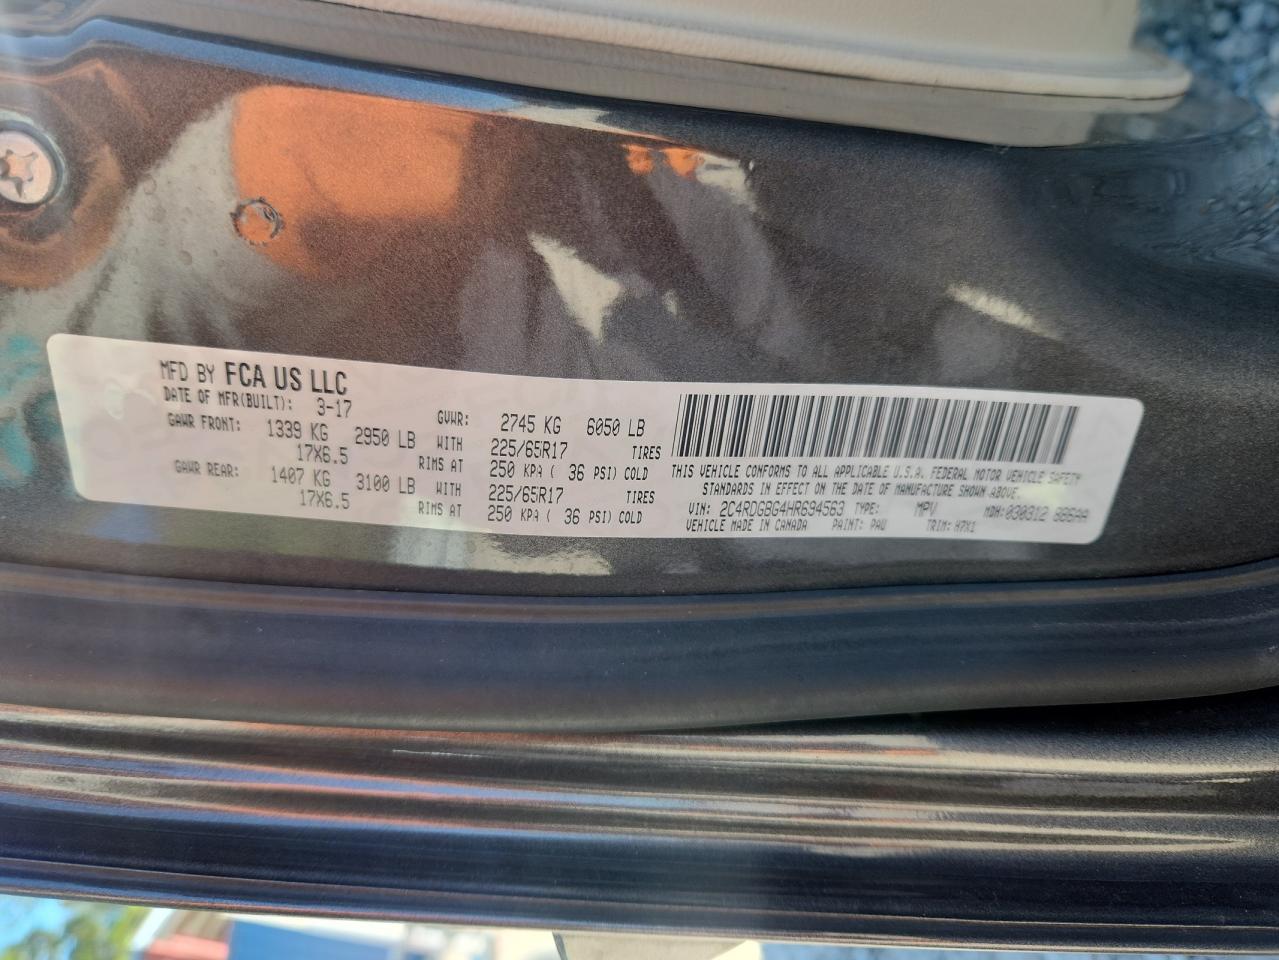 MFD BY FCA US LLC
DATE OF MFR(BUILT): 3-17 GVWR: 2745 KG 6050 LB
GAWR FRONT: 1339 KG 2950 LB WITH 225/65R17 TIRES
17X6.5 RIMS AT 250 KPA ( 36 PSI) COLD
GAWR REAR: 1407 KG 3100 LB WITH 225/65R17 TIRES
17X6.5 RIMS AT 250 KPA ( 36 PSI) COLD
THIS VEHICLE CONFORMS TO ALL APPLICABLE U.S.A. FEDERAL MOTOR VEHICLE SAFETY
STANDARDS IN EFFECT ON THE DATE OF MANUFACTURE SHOWN ABOVE.
VIN: 2C4RDGBG4HR694563 TYPE: MPV MDH: 030312
VEHICLE MADE IN CANADA PAINT: PAU TRIM: H7X1